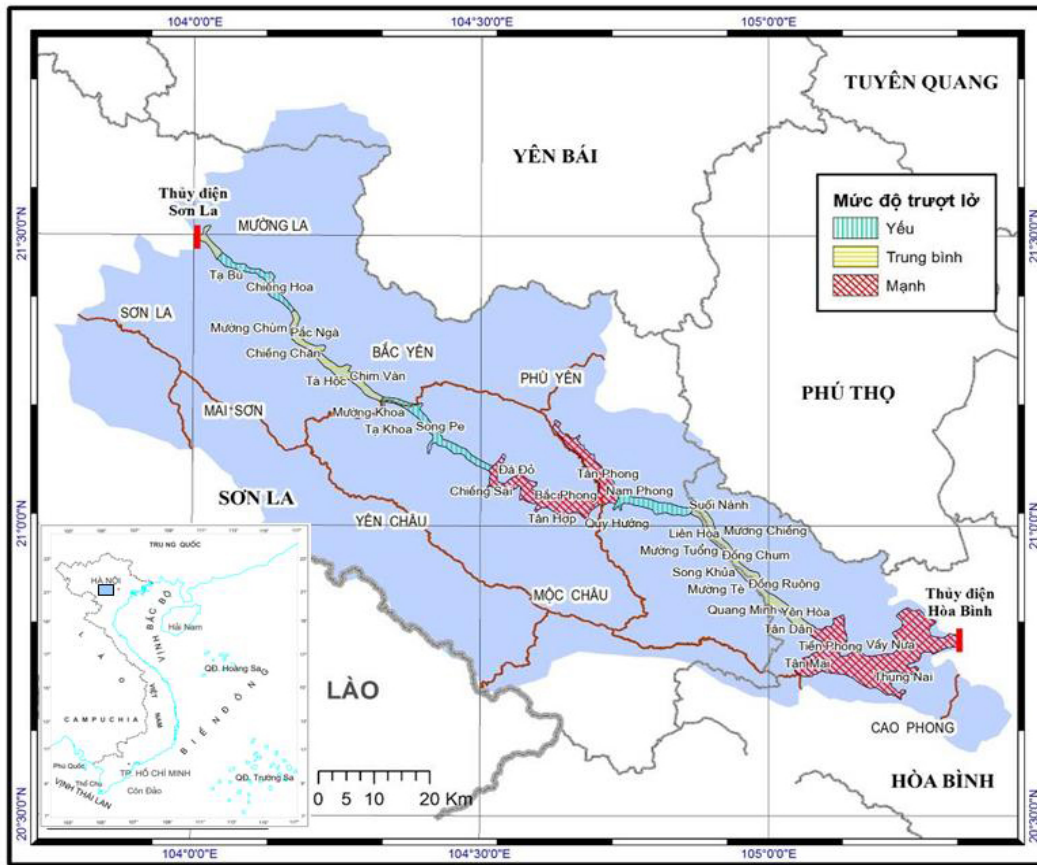 104°0'0"E
104°30'0"E
105°0'0"E
TUYÊN QUANG
YÊN BÁI
Thủy điện
Sơn La
MƯỜNG LA
Mức độ trượt lở
Yếu
Trung bình
Mạnh
21°30'0"N
21°30'0"N
Tạ Bú
Chiềng Hoa
SƠN LA
Mường Chùm
Pắc Ngà
Chiềng Chăn
BẮC YÊN
Tà Hộc
Chim Vàn
PHÙ YÊN
PHÚ THỌ
MAI SƠN
Mường Khoa
Tạ Khoa
Song Pe
Đá Đỏ
Tân Phong
SƠN LA
Chiềng Sại
Bắc Phong
Nam Phong
Suối Nánh
YÊN CHÂU
Tân Hợp
Quy Hướng
Liên Hòa
Mường Chiềng
21°0'0"N
21°0'0"N
Mường Tuổng
Đồng Chum
Song Khủa
Đồng Ruộng
MỘC CHÂU
Mường Tè
Thủy điện
Hòa Bình
Quang Minh
Yên Hòa
Tân Dân
Tiền Phong
Vầy Nưa
Tân Mai
Thung Nai
LÀO
CAO PHONG
HÒA BÌNH
0 5 10 20 Km
TRUNG QUỐC
HÀ NỘI
VỊNH BẮC BỘ
Hải Nam
LÀO
QĐ. Hoàng Sa
VIỆT NAM
BIỂN ĐÔNG
CAMPUCHIA
Phú Quốc
Thổ Chu
TP. HỒ CHÍ MINH
Côn Đảo
QĐ. Trường Sa
VỊNH THÁI LAN
20°30'0"N
20°30'0"N
104°0'0"E
104°30'0"E
105°0'0"E